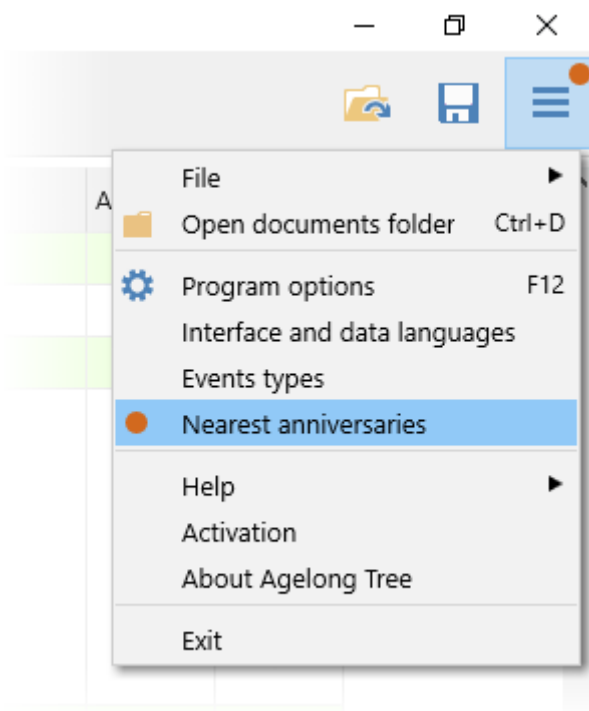 A
File
Open documents folder Ctrl+D
Program options F12
Interface and data languages
Events types
Nearest anniversaries
Help
Activation
About Agelong Tree
Exit